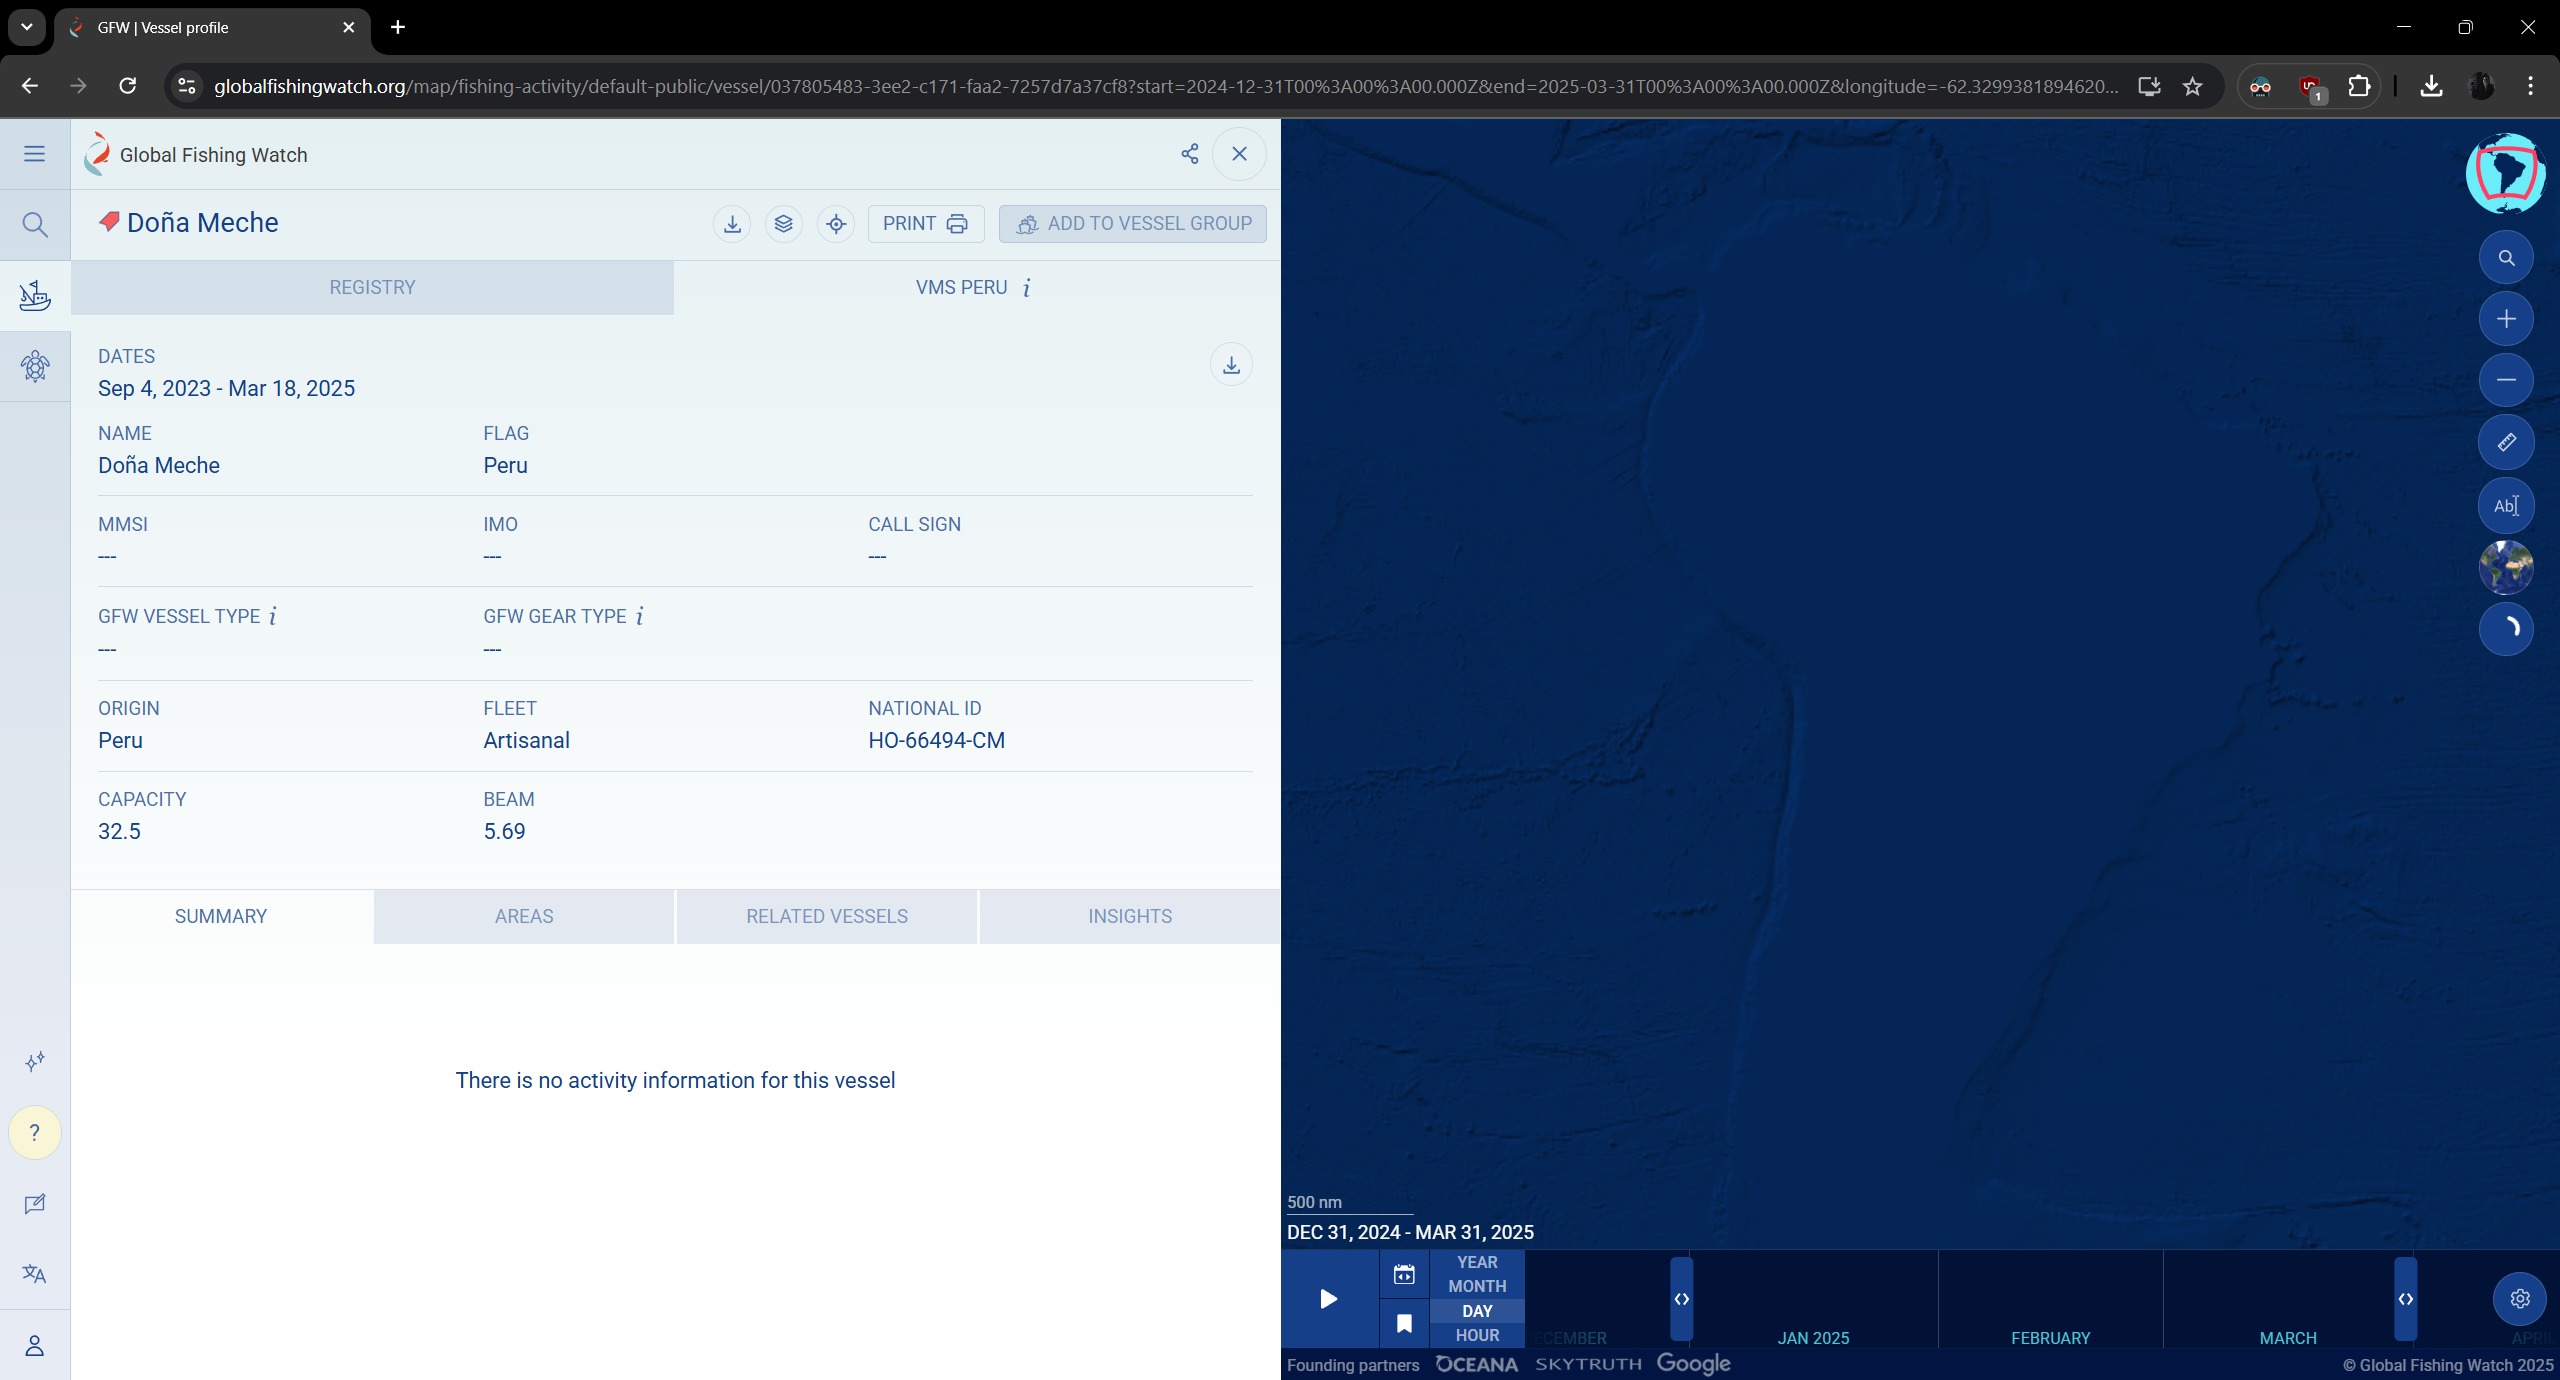 GFW | Vessel profile
globalfishingwatch.org/map/fishing-activity/default-public/vessel/037805483-3ee2-c171-faa2-7257d7a37cf8?start=2024-12-31T00%3A00%3A00.000Z&end=2025-03-31T00%3A00%3A00.000Z&longitude=-62.3299381894620...
1
Global Fishing Watch
Doña Meche
PRINT
ADD TO VESSEL GROUP
REGISTRY
VMS PERU i
DATES
Sep 4, 2023 - Mar 18, 2025
NAME
FLAG
Doña Meche
Peru
MMSI
IMO
CALL SIGN
---
---
---
GFW VESSEL TYPE i
GFW GEAR TYPE i
---
---
ORIGIN
FLEET
NATIONAL ID
Peru
Artisanal
HO-66494-CM
CAPACITY
BEAM
32.5
5.69
SUMMARY
AREAS
RELATED VESSELS
INSIGHTS
There is no activity information for this vessel
?
Ab
500 nm
DEC 31, 2024 - MAR 31, 2025
YEAR
MONTH
DAY
HOUR
ECEMBER
JAN 2025
FEBRUARY
MARCH
APRI
Founding partners OCEANA SKYTRUTH Google
© Global Fishing Watch 2025